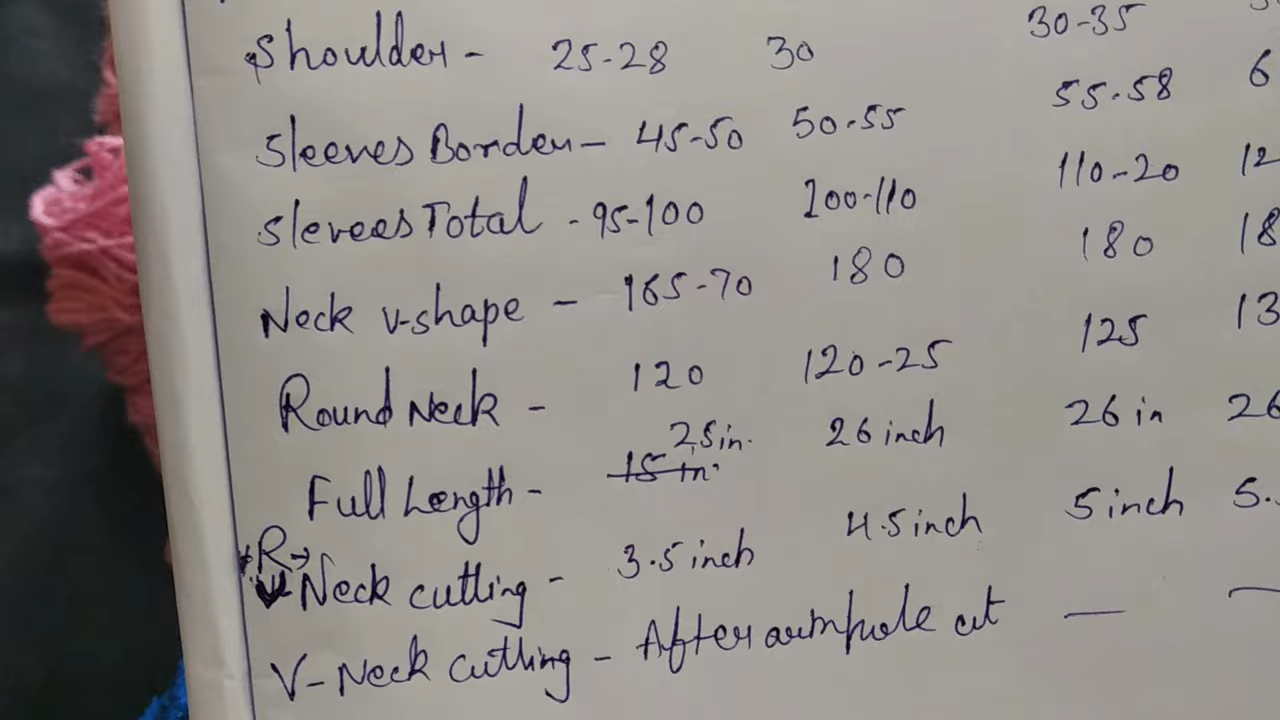 Shoulder - 25-28 30 30-35
Sleeves Border - 45-50 50-55 55-58 6
Slevees Total - 95-100 100-110 110-20 12
Neck v-shape - 165-70 180 180 18
Round Neck - 120 120-25 125 13
Full Length - 15 in. 25in. 26 inch 26 in 26
R→
Neck cutting - 3.5 inch 4.5 inch 5 inch 5.
V-Neck cutting - After armhole cut — —